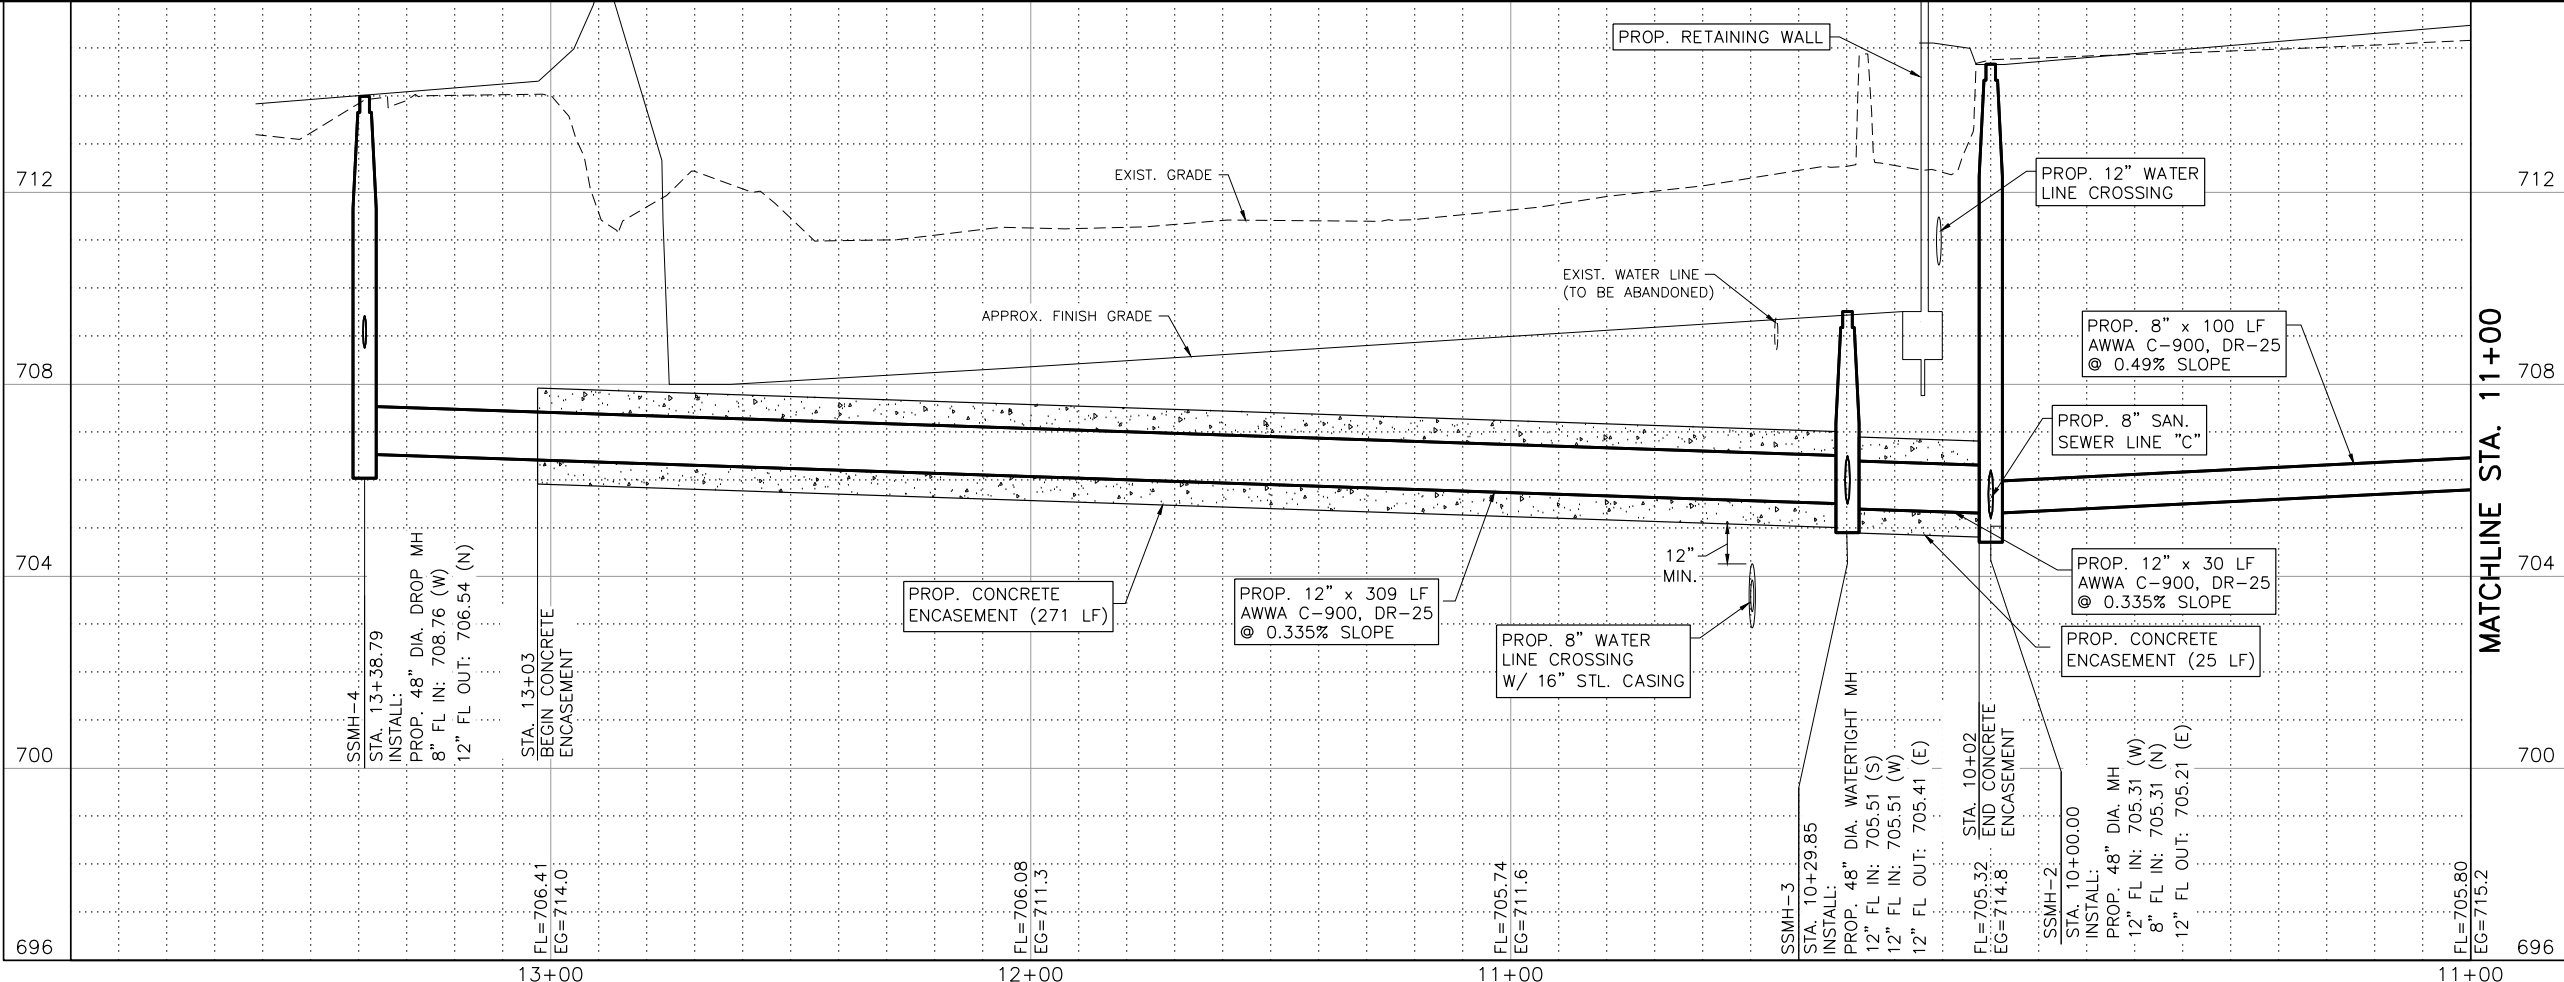 PROP. RETAINING WALL
712
EXIST. GRADE
PROP. 12” WATER
LINE CROSSING
712
EXIST. WATER LINE
(TO BE ABANDONED)
APPROX. FINISH GRADE
PROP. 8” x 100 LF
AWWA C-900, DR-25
@ 0.49% SLOPE
708
708
PROP. 8” SAN.
SEWER LINE "C"
MATCHLINE STA. 11+00
704
12”
MIN.
704
PROP. CONCRETE
ENCASEMENT (271 LF)
PROP. 12” x 309 LF
AWWA C-900, DR-25
@ 0.335% SLOPE
PROP. 8” WATER
LINE CROSSING
W/ 16” STL. CASING
PROP. 12” x 30 LF
AWWA C-900, DR-25
@ 0.335% SLOPE
PROP. CONCRETE
ENCASEMENT (25 LF)
SSMH-4
STA. 13+38.79
INSTALL:
PROP. 48” DIA. DROP MH
8” FL IN: 708.76 (W)
12” FL OUT: 706.54 (N)
STA. 13+03
BEGIN CONCRETE
ENCASEMENT
700
700
SSMH-3
STA. 10+29.85
INSTALL:
PROP. 48” DIA. WATERTIGHT MH
12” FL IN: 705.51 (S)
12” FL IN: 705.51 (W)
12” FL OUT: 705.41 (E)
STA. 10+02
END CONCRETE
ENCASEMENT
SSMH-2
STA. 10+00.00
INSTALL:
PROP. 48” DIA. MH
12” FL IN: 705.31 (W)
8” FL IN: 705.31 (N)
12” FL OUT: 705.21 (E)
FL=706.41
EG=714.0
FL=706.08
EG=711.3
FL=705.74
EG=711.6
FL=705.32
EG=714.8
FL=705.80
EG=715.2
696
696
13+00
12+00
11+00
11+00